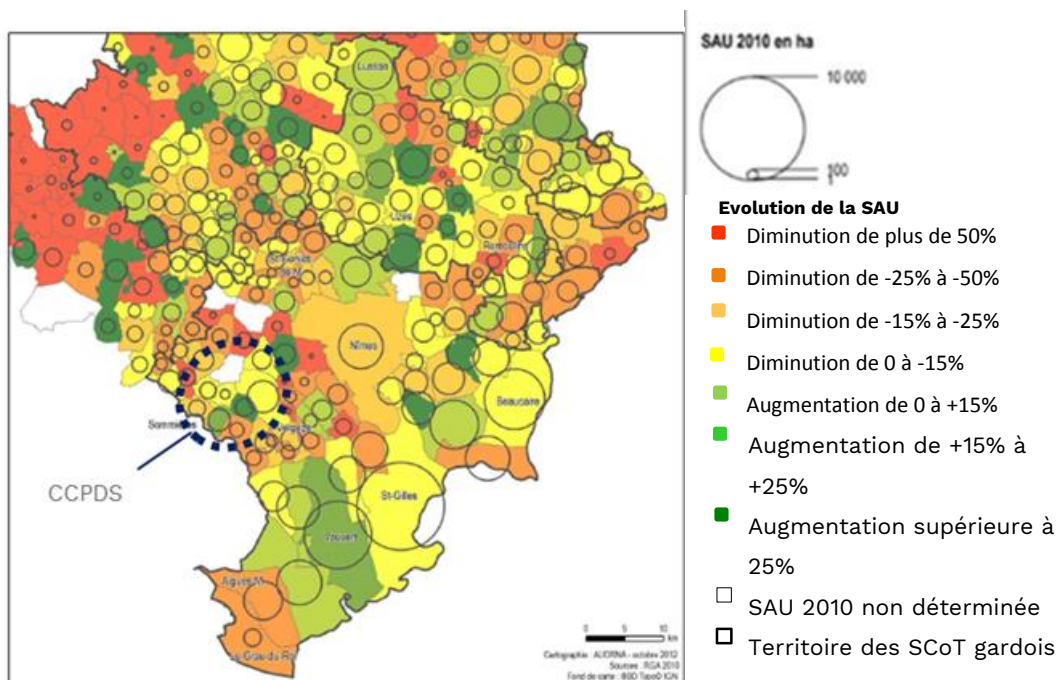 SAU 2010 en ha
10 000
100
1
Evolution de la SAU
Diminution de plus de 50%
Diminution de -25% à -50%
Diminution de -15% à -25%
Diminution de 0 à -15%
Augmentation de 0 à +15%
Augmentation de +15% à
+25%
Augmentation supérieure à
25%
SAU 2010 non déterminée
Territoire des SCoT gardois
Lussan
Uzès
Nîmes
Beaucaire
CCPDS
St-Gilles
Vauvert
0 5 10
km
Cartographie : AUDRNA - octobre 2012
Sources : RGA 2010
Fond de carte : ©BD TopoD IGN